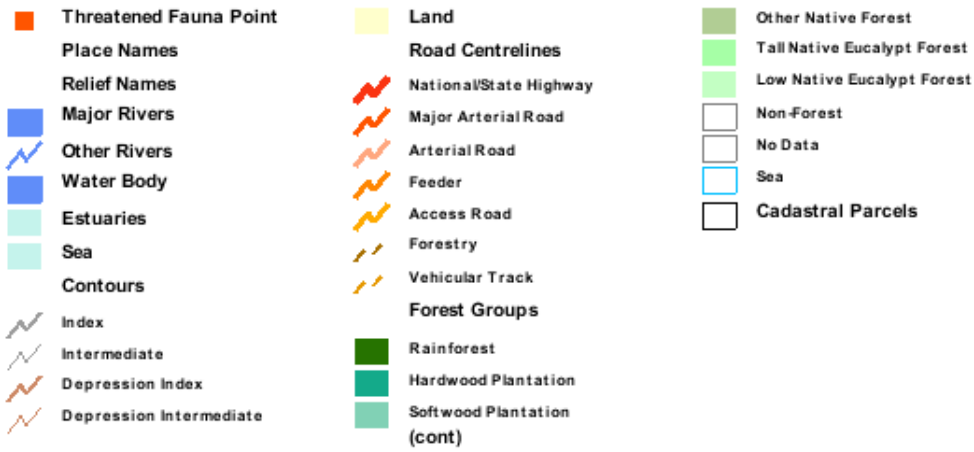 Threatened Fauna Point
Place Names
Relief Names
Major Rivers
Other Rivers
Water Body
Estuaries
Sea
Contours
Index
Intermediate
Depression Index
Depression Intermediate
Land
Road Centrelines
National/State Highway
Major Arterial Road
Arterial Road
Feeder
Access Road
Forestry
Vehicular Track
Forest Groups
Rainforest
Hardwood Plantation
Softwood Plantation
(cont)
Other Native Forest
Tall Native Eucalypt Forest
Low Native Eucalypt Forest
Non-Forest
No Data
Sea
Cadastral Parcels